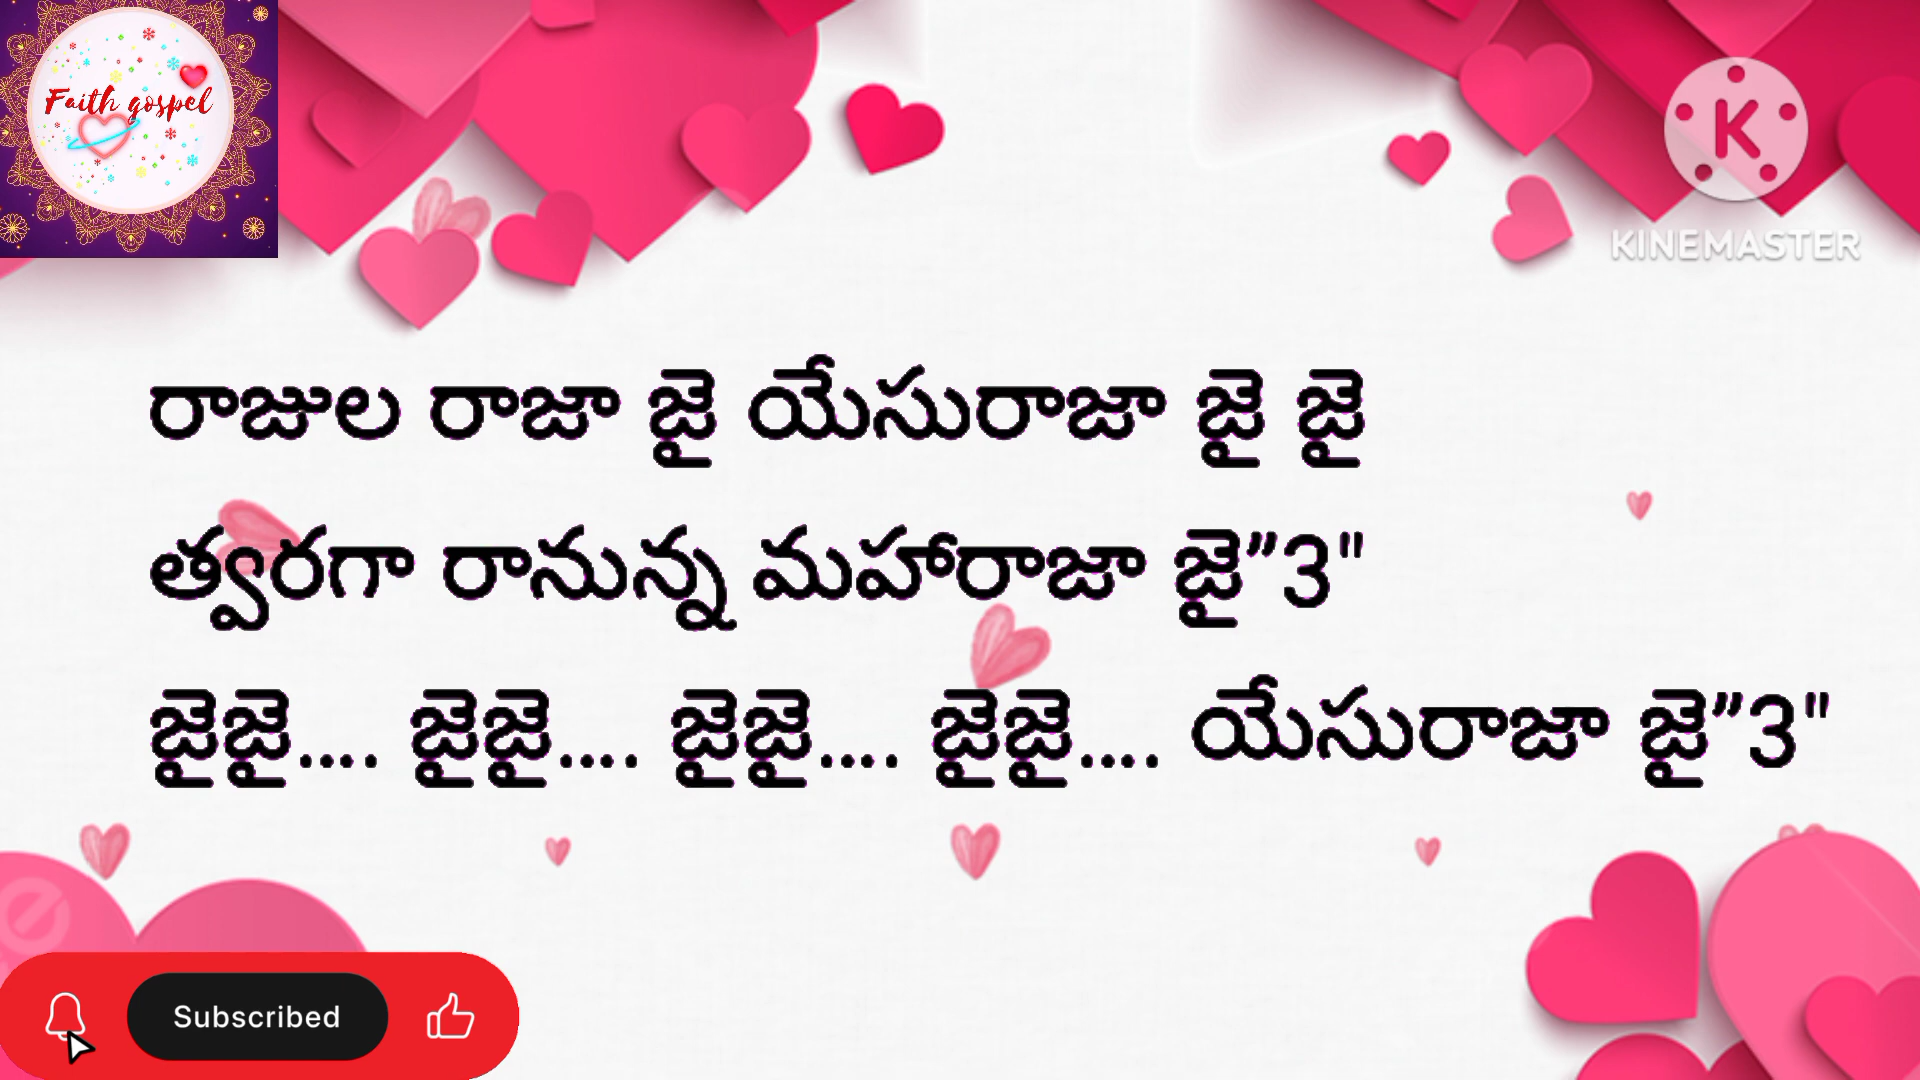 Faith gospel
KINEMASTER
రాజుల రాజా జై యేసురాజా జై జై
త్వరగా రానున్న మహారాజా జై”3"
జైజై.... జైజై.... జైజై.... జైజై.... యేసురాజా జై”3"
Subscribed